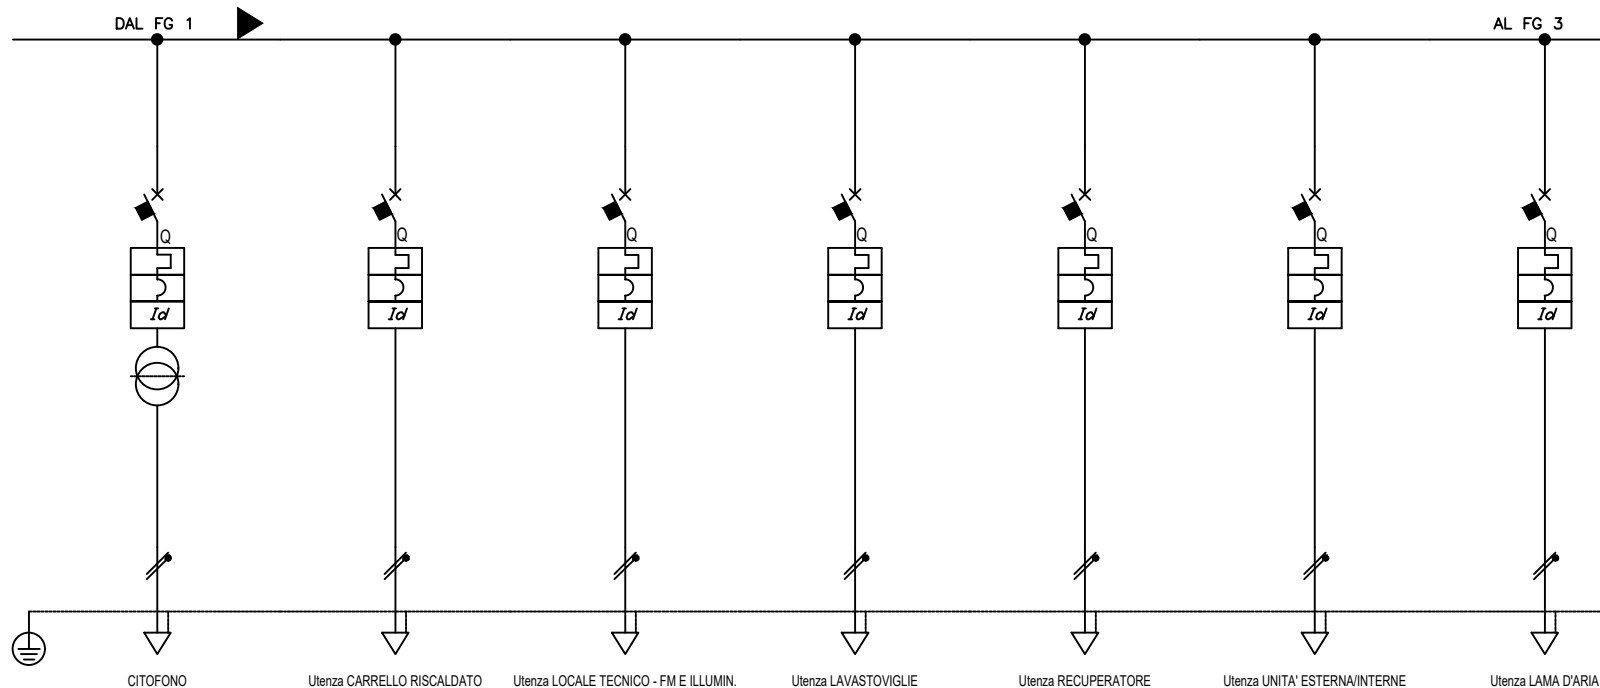 DAL FG 1
AL FG 3
Q
Q
Q
Q
Q
Q
Q
Id
Id
Id
Id
Id
Id
Id
CITOFONO
Utenza CARRELLO RISCALDATO
Utenza LOCALE TECNICO - FM E ILLUMIN.
Utenza LAVASTOVIGLIE
Utenza RECUPERATORE
Utenza UNITA' ESTERNA/INTERNE
Utenza LAMA D'ARIA